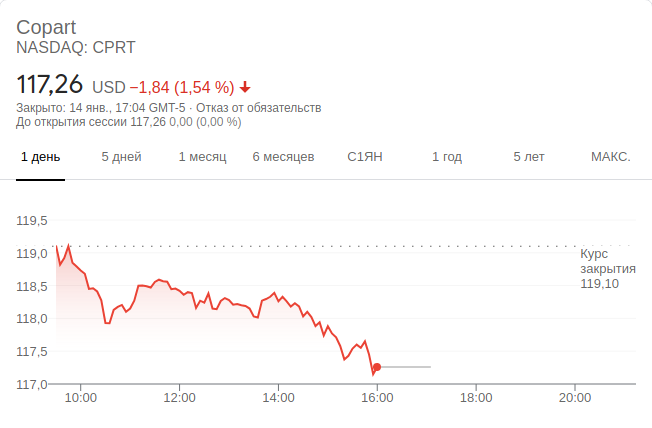 Copart
NASDAQ: CPRT
117,26 USD −1,84 (1,54 %)
Закрыто: 14 янв., 17:04 GMT-5 · Отказ от обязательств
До открытия сессии 117,26 0,00 (0,00 %)
1 день 5 дней 1 месяц 6 месяцев С1ЯН 1 год 5 лет МАКС.
119,5
119,0
118,5
118,0
117,5
117,0
Курс
закрытия
119,10
10:00 12:00 14:00 16:00 18:00 20:00